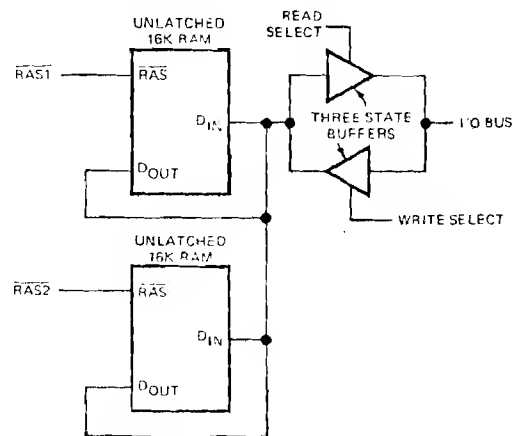 UNLATCHED
16K RAM
RAS1
RAS
DIN
DOUT
READ
SELECT
THREE STATE
BUFFERS
I/O BUS
WRITE SELECT
UNLATCHED
16K RAM
RAS2
RAS
DIN
DOUT